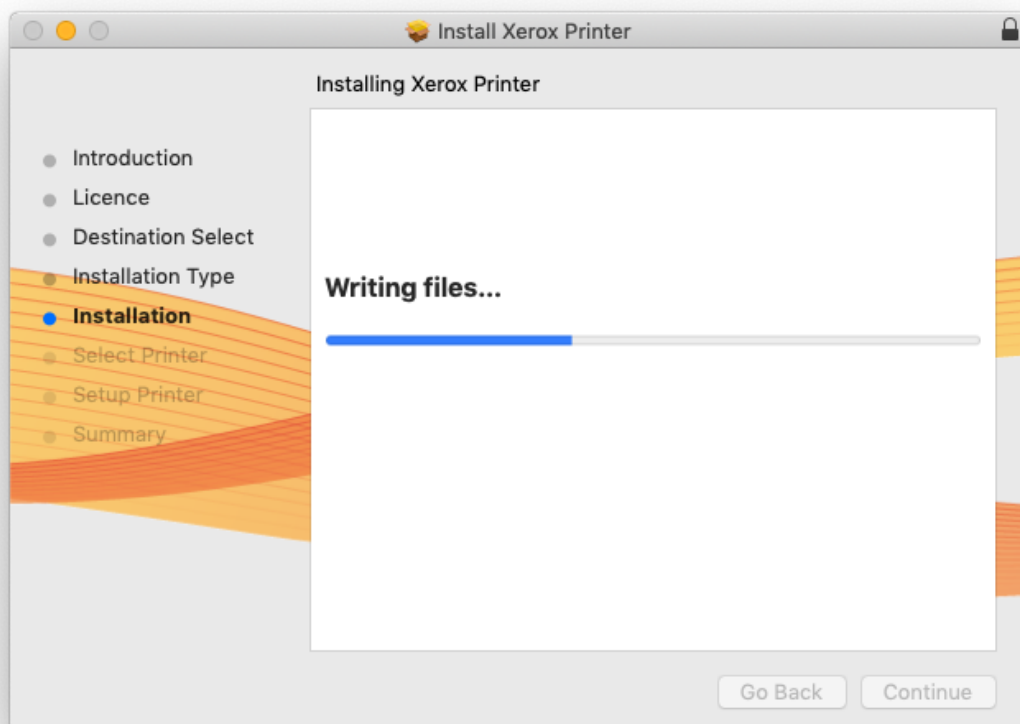 Install Xerox Printer
Installing Xerox Printer
Introduction
Licence
Destination Select
Installation Type
Installation
Select Printer
Setup Printer
Summary
Writing files...
Go Back
Continue